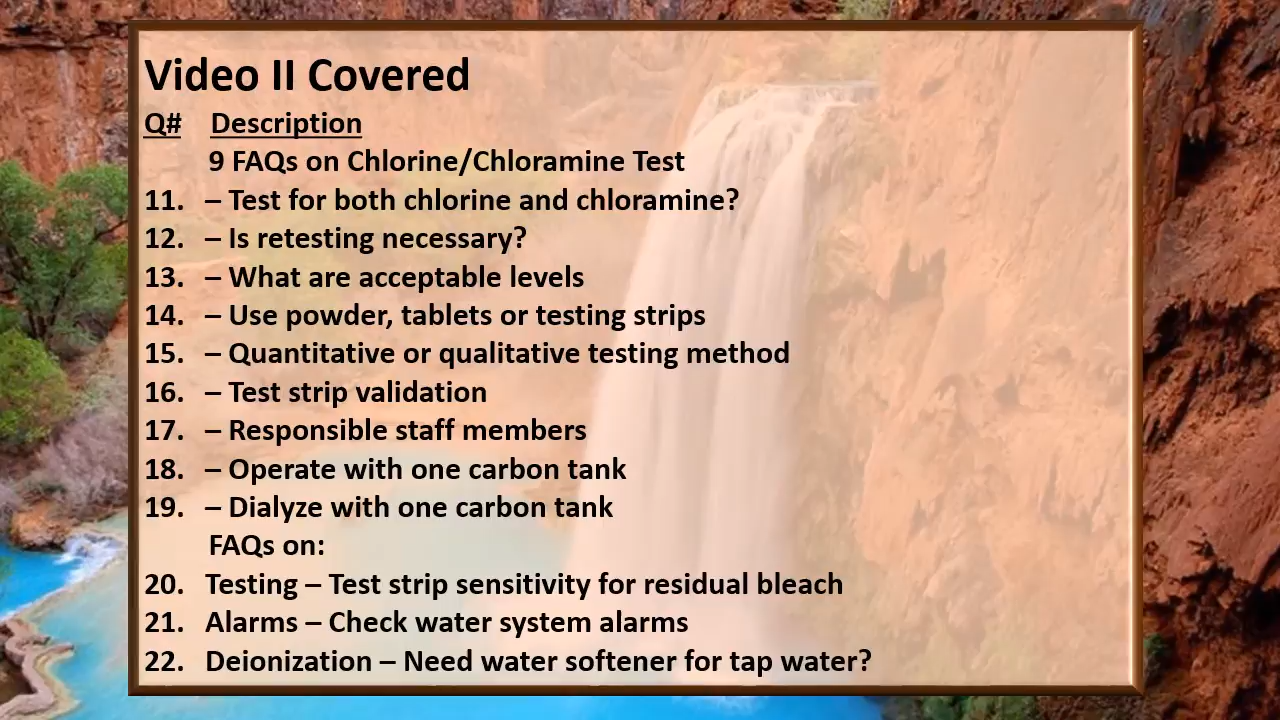 Video II Covered
Q# Description
9 FAQs on Chlorine/Chloramine Test
11. – Test for both chlorine and chloramine?
12. – Is retesting necessary?
13. – What are acceptable levels
14. – Use powder, tablets or testing strips
15. – Quantitative or qualitative testing method
16. – Test strip validation
17. – Responsible staff members
18. – Operate with one carbon tank
19. – Dialyze with one carbon tank
FAQs on:
20. Testing – Test strip sensitivity for residual bleach
21. Alarms – Check water system alarms
22. Deionization – Need water softener for tap water?